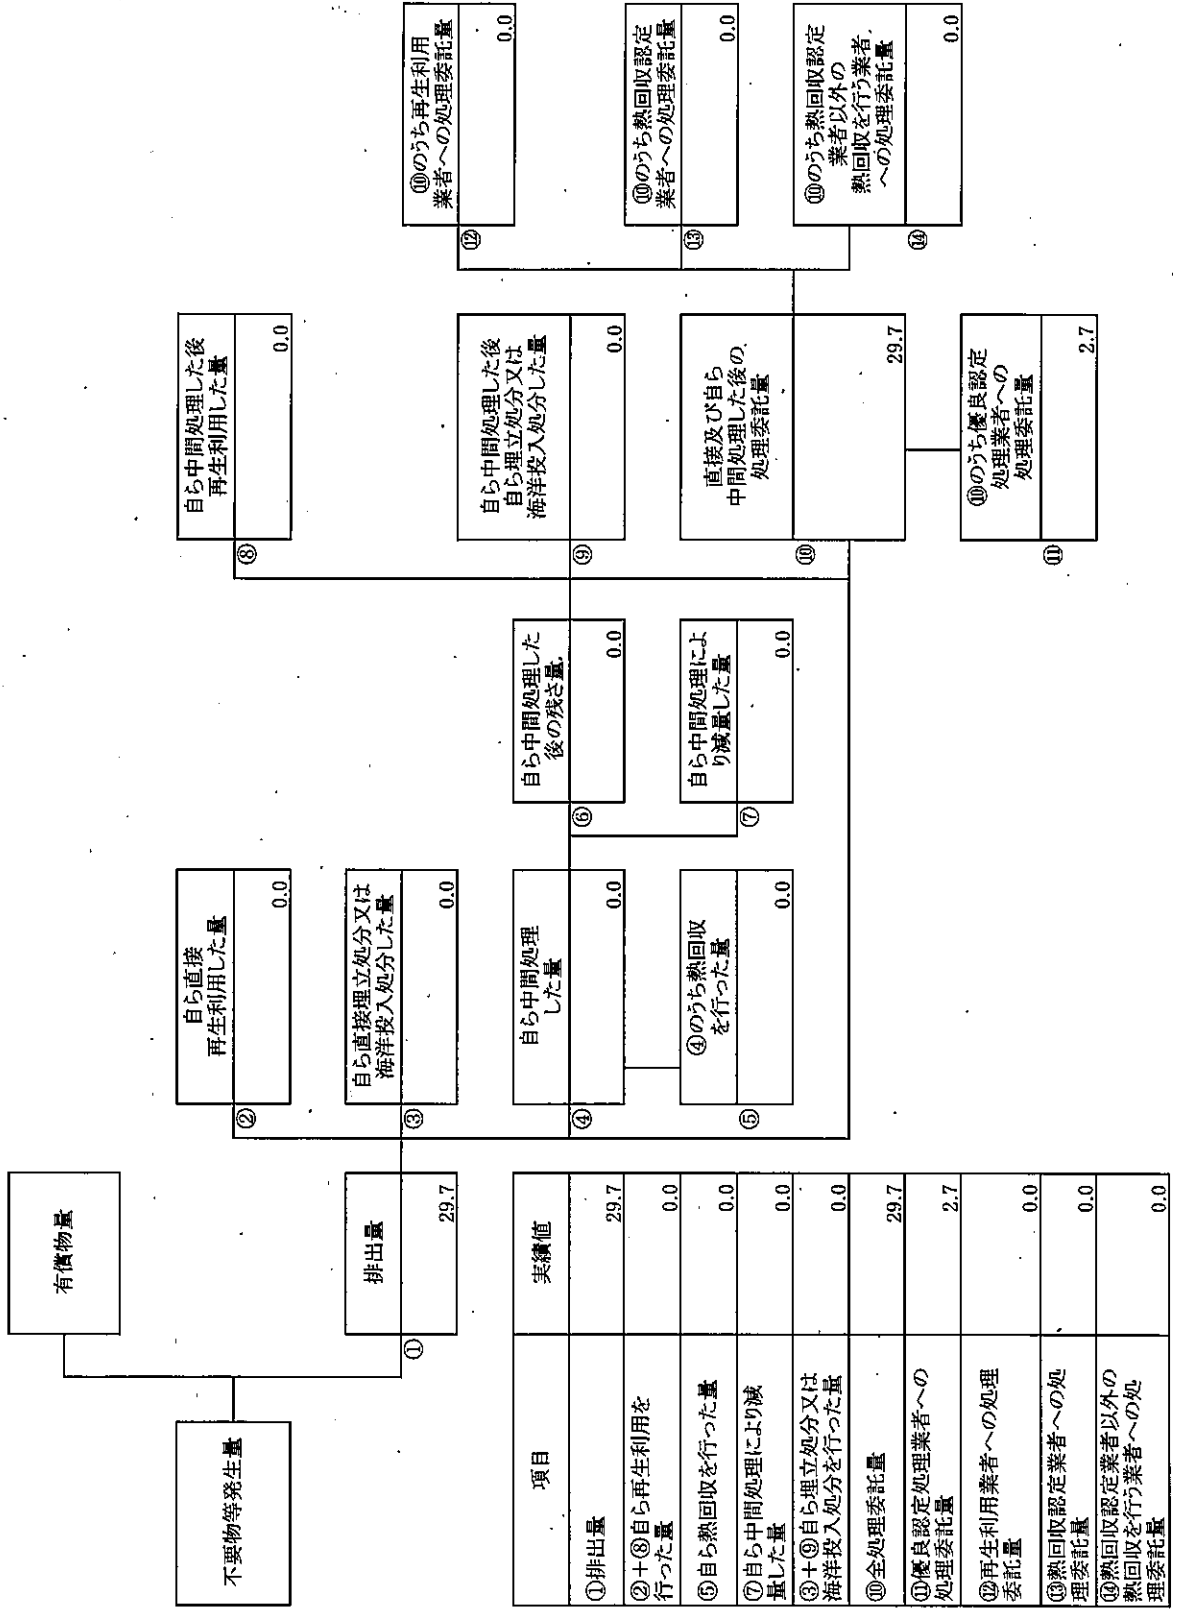 不要物等発生量
有償物量
①
排出量
29.7
②
自ら直接
再生利用した量
0.0
③
自ら直接埋立処分又は
海洋投入処分した量
0.0
④
自ら中間処理
した量
0.0
⑤
④のうち熱回収
を行った量
0.0
⑥
自ら中間処理した
後の残さ量
0.0
⑦
自ら中間処理によ
り減量した量
0.0
⑧
自ら中間処理した後
再生利用した量
0.0
⑨
自ら中間処理した後
自ら埋立処分又は
海洋投入処分した量
0.0
⑩
直接及び自ら
中間処理した後の
処理委託量
29.7
⑪
⑩のうち優良認定
処理業者への
処理委託量
2.7
⑫
⑩のうち再生利用
業者への処理委託量
0.0
⑬
⑩のうち熱回収認定
業者への処理委託量
0.0
⑭
⑩のうち熱回収認定
業者以外の
熱回収を行う業者
への処理委託量
0.0
項目
実績値
①排出量
29.7
②+⑧自ら再生利用を
行った量
0.0
⑤自ら熱回収を行った量
0.0
⑦自ら中間処理により減
量した量
0.0
③+⑨自ら埋立処分又は
海洋投入処分を行った量
0.0
⑩全処理委託量
29.7
⑪優良認定処理業者への
処理委託量
2.7
⑫再生利用業者への処理
委託量
0.0
⑬熱回収認定業者への処
理委託量
0.0
⑭熱回収認定業者以外の
熱回収を行う業者への処
理委託量
0.0